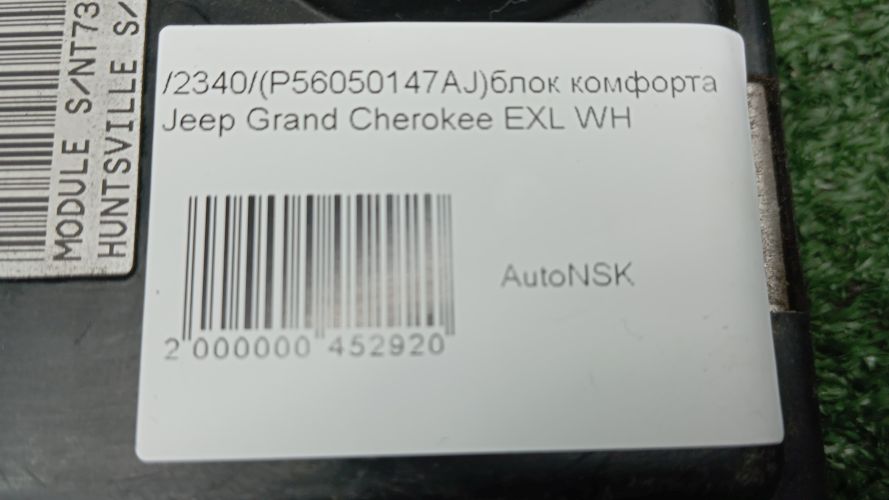 /2340/(P56050147AJ)блок комфорта
Jeep Grand Cherokee EXL WH
AutoNSK
2 000000 452920
MODULE S/NT73
HUNTSVILLE S/